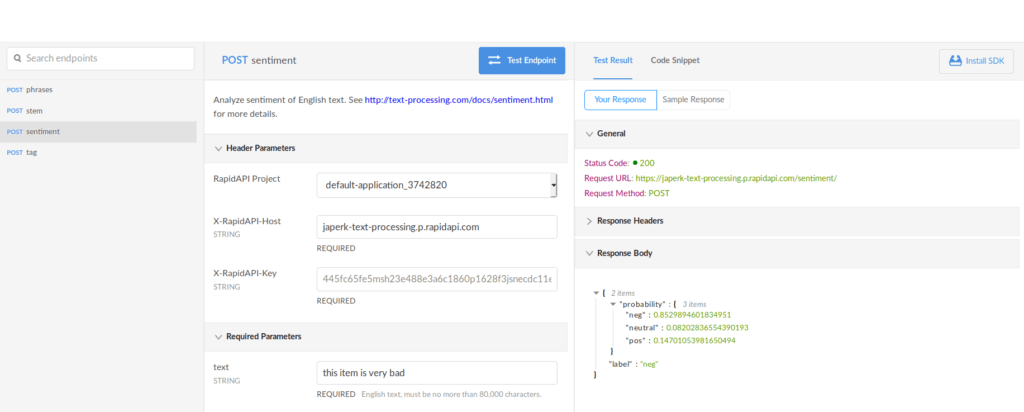 Search endpoints
POST phrases
POST stem
POST sentiment
POST tag
POST sentiment
Test Endpoint
Analyze sentiment of English text. See http://text-processing.com/docs/sentiment.html
for more details.
Header Parameters
RapidAPI Project
default-application_3742820
X-RapidAPI-Host
STRING
japerk-text-processing.p.rapidapi.com
REQUIRED
X-RapidAPI-Key
STRING
445fc65fe5msh23e488e3a6c1860p1628f3jsnecdc11e
REQUIRED
Required Parameters
text
STRING
this item is very bad
REQUIRED English text, must be no more than 80,000 characters.
Test Result
Code Snippet
Install SDK
Your Response
Sample Response
General
Status Code: 200
Request URL: https://japerk-text-processing.p.rapidapi.com/sentiment/
Request Method: POST
Response Headers
Response Body
{ 2 items
"probability" : { 3 items
"neg" : 0.8529894601834951
"neutral" : 0.08202836554390193
"pos" : 0.14701053981650494
}
"label" : "neg"
}